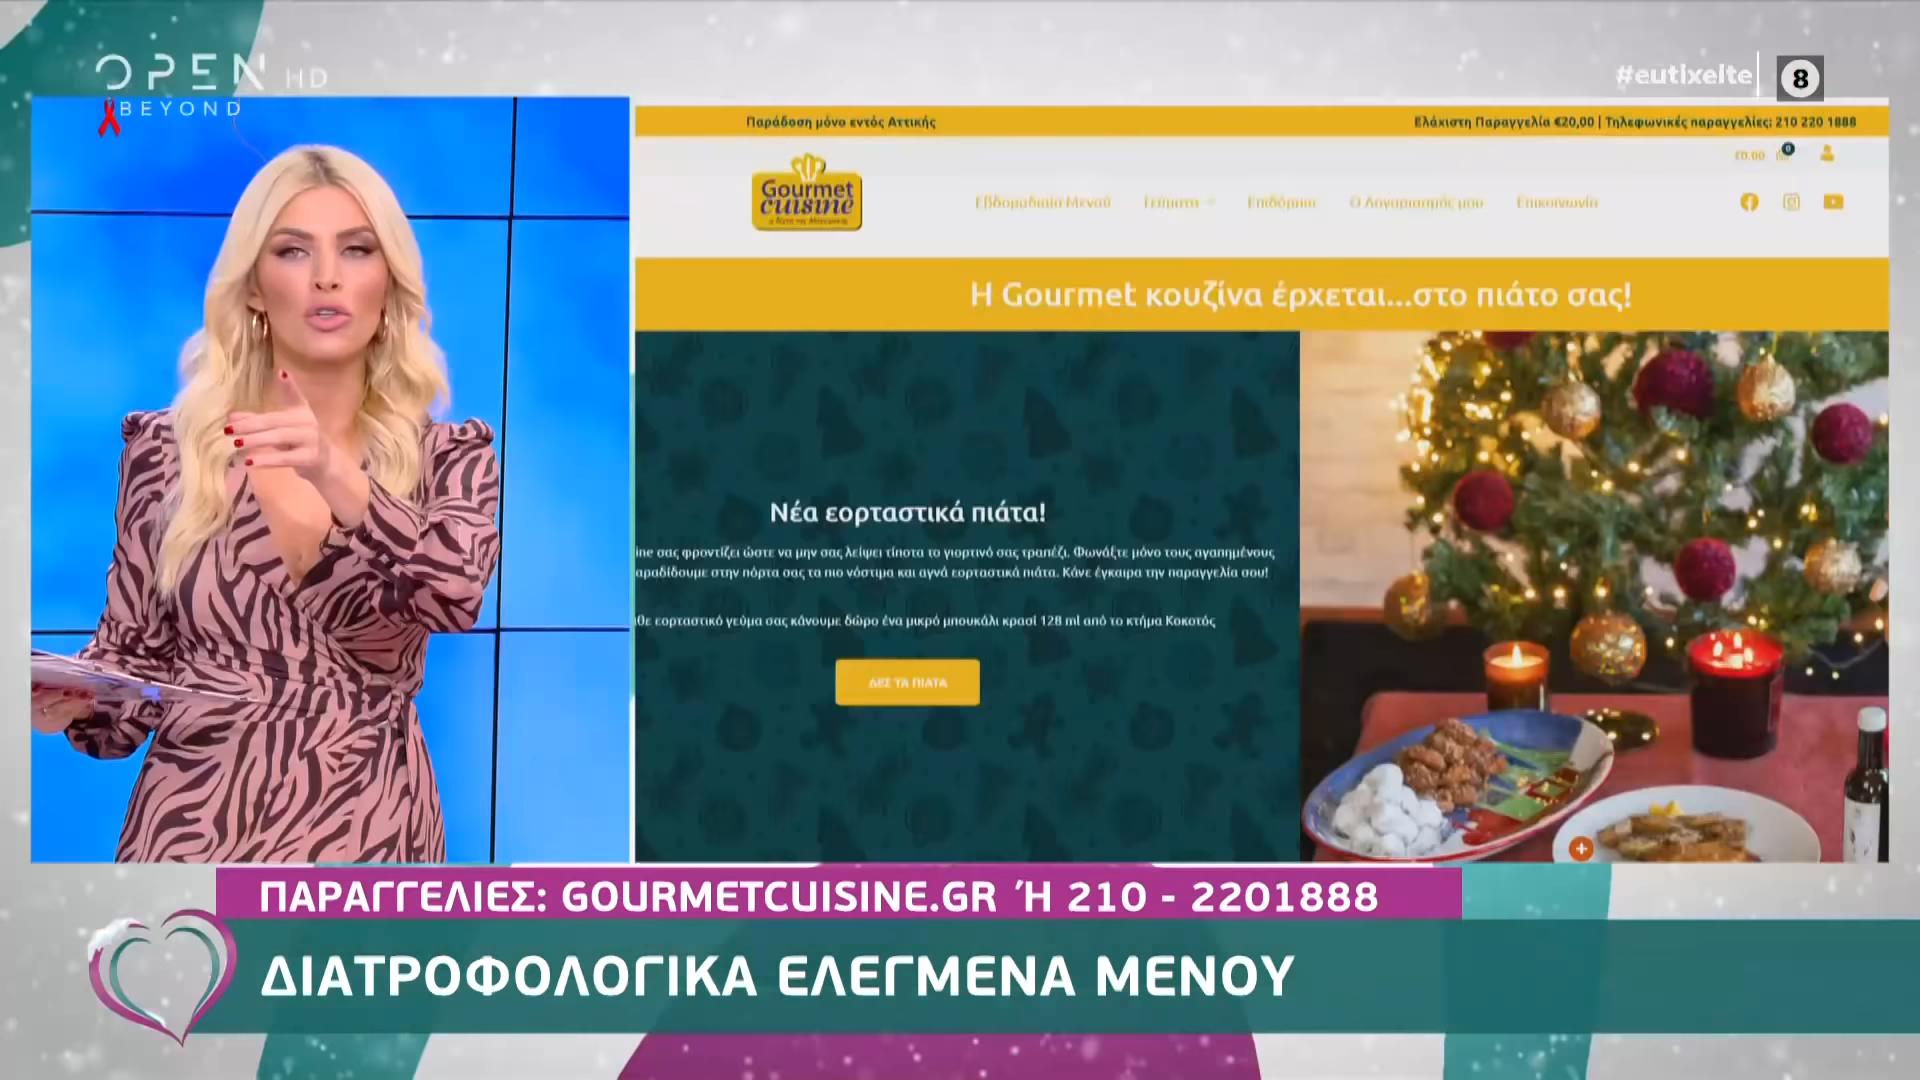 OPEN HD
BEYOND
#eutixeite
8
Παράδοση μόνο εντός Αττικής
Ελάχιστη Παραγγελία €20,00 | Τηλεφωνικές παραγγελίες: 210 220 1888
€0.00
0
Gourmet
cuisine
Εβδομαδιαία Μενού
Γεύματα
Επιδόρπια
Ο Λογαριασμός μου
Επικοινωνία
Η Gourmet κουζίνα έρχεται...στο πιάτο σας!
Νέα εορταστικά πιάτα!
ine σας φροντίζει ώστε να μην σας λείψει τίποτα το γιορτινό σας τραπέζι. Φωνάξτε μόνο τους αγαπημένους
αραδίδουμε στην πόρτα σας τα πιο νόστιμα και αγνά εορταστικά πιάτα. Κάνε έγκαιρα την παραγγελία σου!
θε εορταστικό γεύμα σας κάνουμε δώρο ένα μικρό μπουκάλι κρασί 128 ml από το κτήμα Κοκοτός
ΔΕΣ ΤΑ ΠΙΑΤΑ
ΠΑΡΑΓΓΕΛΙΕΣ: GOURMETCUISINE.GR Ή 210 - 2201888
ΔΙΑΤΡΟΦΟΛΟΓΙΚΑ ΕΛΕΓΜΕΝΑ ΜΕΝΟΥ